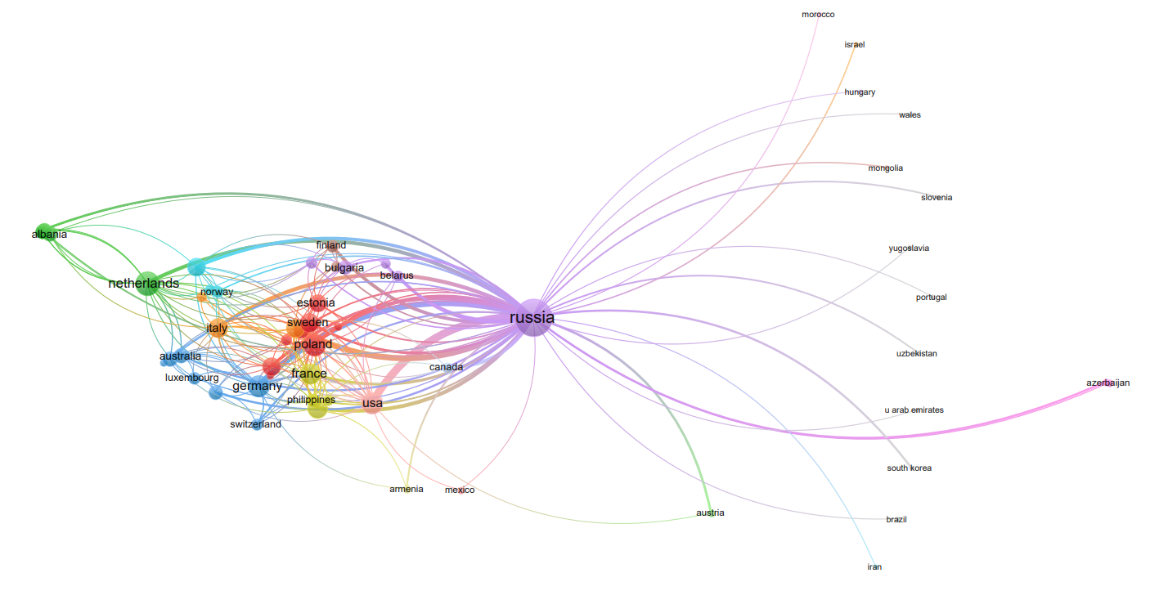 morocco
israel
hungary
wales
mongolia
slovenia
albania
finland
yugoslavia
bulgaria
belarus
netherlands
norway
portugal
estonia
russia
sweden
italy
poland
uzbekistan
australia
canada
france
luxembourg
germany
azerbaijan
philippines
usa
u arab emirates
switzerland
south korea
armenia
mexico
austria
brazil
iran